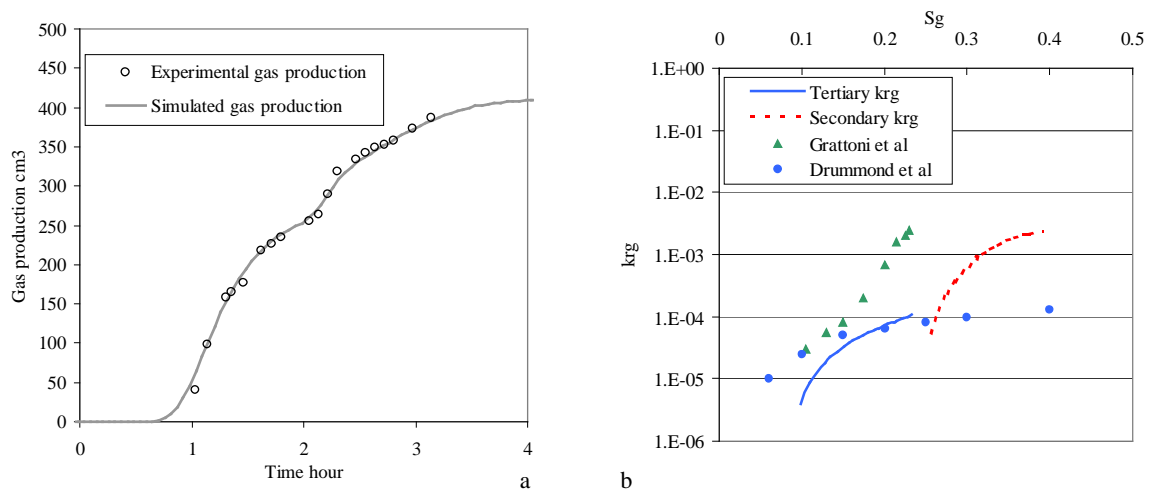 500
450
400
350
300
250
200
150
100
50
0
Gas production cm3
Experimental gas production
Simulated gas production
0
1
2
3
4
Time hour
a
Sg
0
0.1
0.2
0.3
0.4
0.5
1.E+00
1.E-01
1.E-02
1.E-03
1.E-04
1.E-05
1.E-06
krg
Tertiary krg
Secondary krg
Grattoni et al
Drummond et al
b